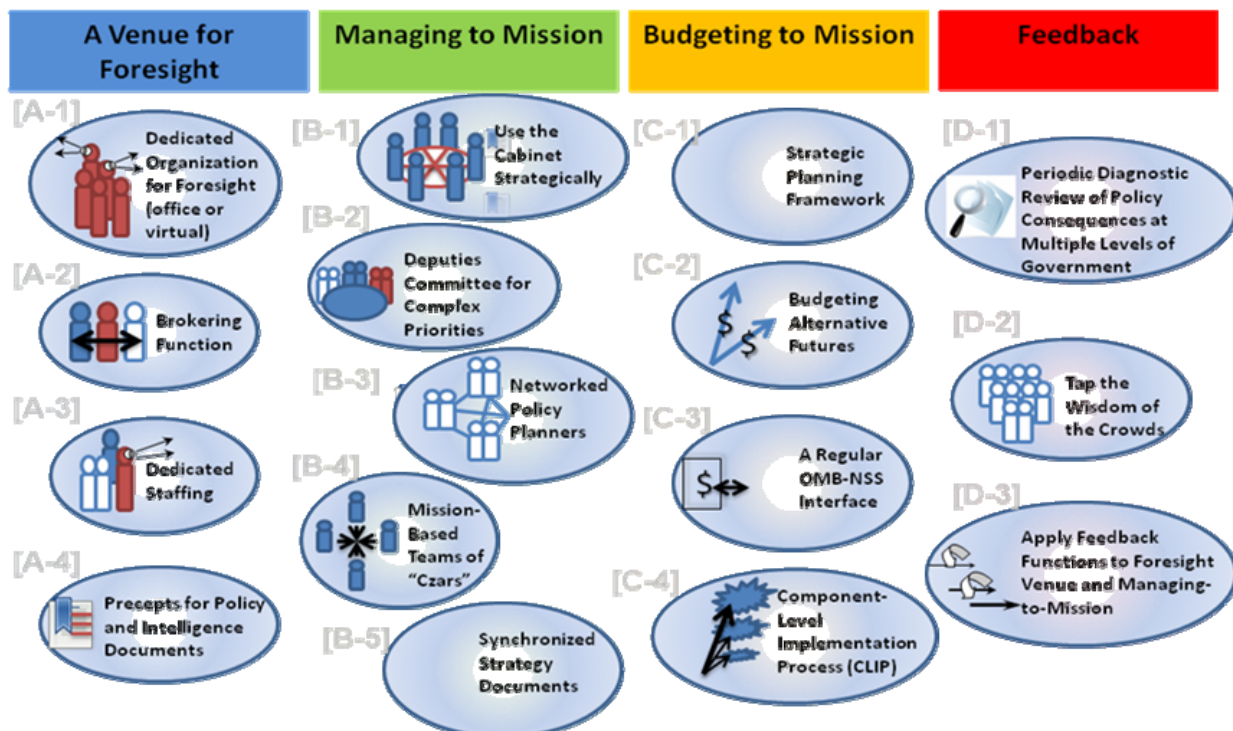 A Venue for
Foresight
Managing to Mission
Budgeting to Mission
Feedback
[A-1]
Dedicated
Organization
for Foresight
(office or
virtual)
[A-2]
Brokering
Function
[A-3]
Dedicated
Staffing
[A-4]
Precepts for Policy
and Intelligence
Documents
[B-1]
Use the
Cabinet
Strategically
[B-2]
Deputies
Committee for
Complex
Priorities
[B-3]
Networked
Policy
Planners
[B-4]
Mission-
Based
Teams of
“Czars”
[B-5]
Synchronized
Strategy
Documents
[C-1]
Strategic
Planning
Framework
[C-2]
$
$
Budgeting
Alternative
Futures
[C-3]
$
A Regular
OMB-NSS
Interface
[C-4]
Component-
Level
Implementation
Process (CLIP)
[D-1]
Periodic Diagnostic
Review of Policy
Consequences at
Multiple Levels of
Government
[D-2]
Tap the
Wisdom of
the Crowds
[D-3]
Apply Feedback
Functions to Foresight
Venue and Managing-
to-Mission